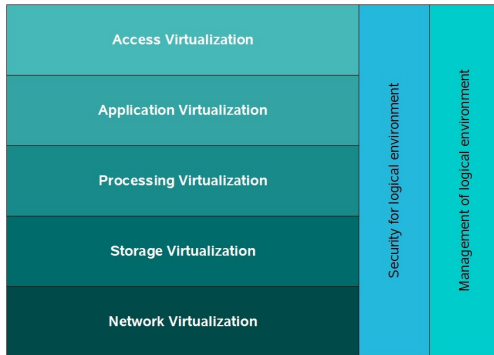 Access Virtualization
Application Virtualization
Processing Virtualization
Storage Virtualization
Network Virtualization
Security for logical environment
Management of logical environment